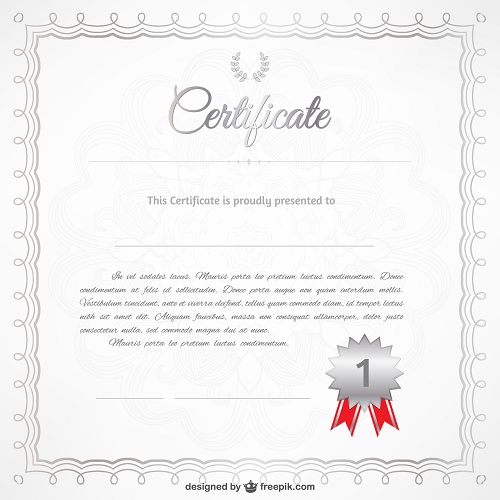 Certificate
This Certificate is proudly presented to
In vel sodales lacus. Mauris porta leo pretium luctus condimentum. Donec
condimentum at felis id sollicitudin. Donec porta augue non quam interdum mollis.
Vestibulum tincidunt, ante et viverra eleifend, tellus quam commodo diam, id tempor lectus
nibh sit amet elit. Aliquam faucibus, massa non consequat ullamcorper, dolor justo
consectetur nulla, sed commodo magna dui at nunc.
Mauris porta leo pretium luctus condimentum.
1
designed by freepik.com